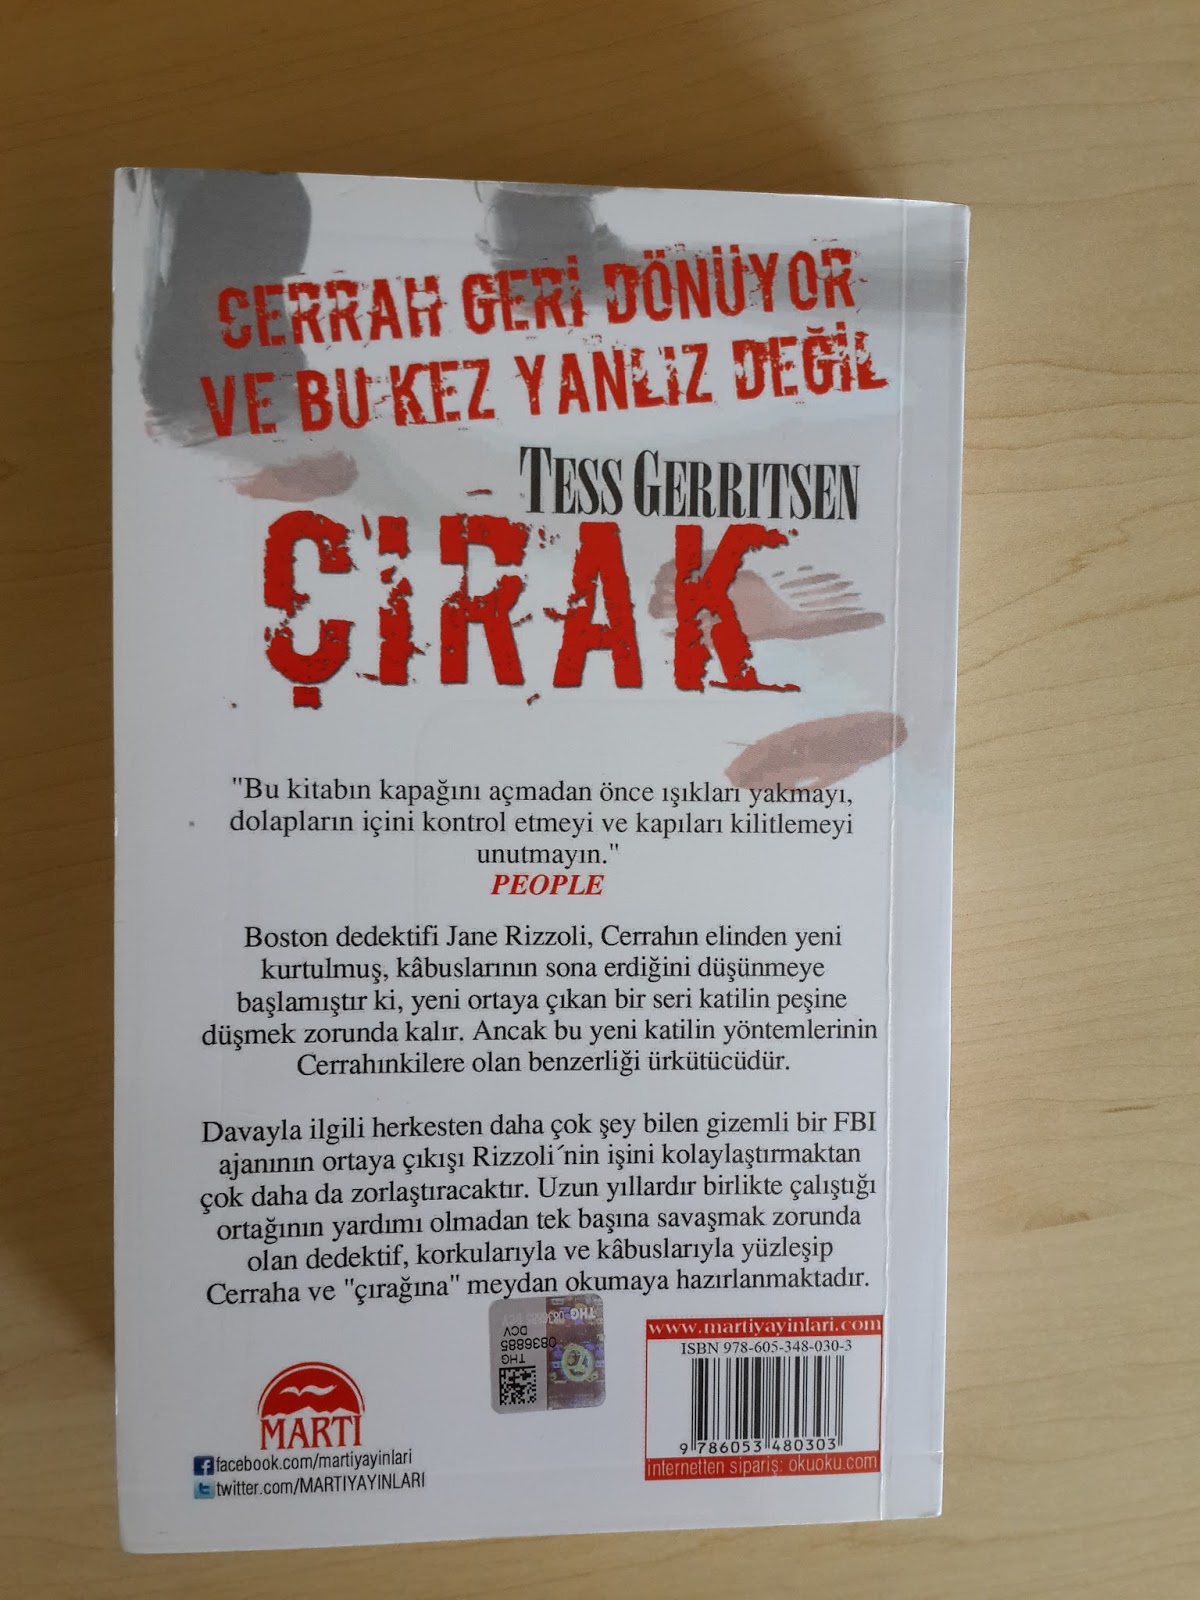 CERRAH GERİ DÖNÜYOR
VE BU KEZ YANLIZ DEĞİL
TESS GERRITSEN
ÇIRAK
"Bu kitabın kapağını açmadan önce ışıkları yakmayı,
dolapların içini kontrol etmeyi ve kapıları kilitlemeyi
unutmayın."
PEOPLE
Boston dedektifi Jane Rizzoli, Cerrahın elinden yeni
kurtulmuş, kâbuslarının sona erdiğini düşünmeye
başlamıştır ki, yeni ortaya çıkan bir seri katilin peşine
düşmek zorunda kalır. Ancak bu yeni katilin yöntemlerinin
Cerrahınkilere olan benzerliği ürkütücüdür.
Davayla ilgili herkesten daha çok şey bilen gizemli bir FBI
ajanının ortaya çıkışı Rizzoli´nin işini kolaylaştırmaktan
çok daha da zorlaştıracaktır. Uzun yıllardır birlikte çalıştığı
ortağının yardımı olmadan tek başına savaşmak zorunda
olan dedektif, korkularıyla ve kâbuslarıyla yüzleşip
Cerraha ve "çırağına" meydan okumaya hazırlanmaktadır.
THG
0836885
DCV
THG
www.martiyayinlari.com
ISBN 978-605-348-030-3
9 786053 480303
internetten sipariş: okuoku.com
MARTI
facebook.com/martiyayinlari
twitter.com/MARTIYAYINLARI